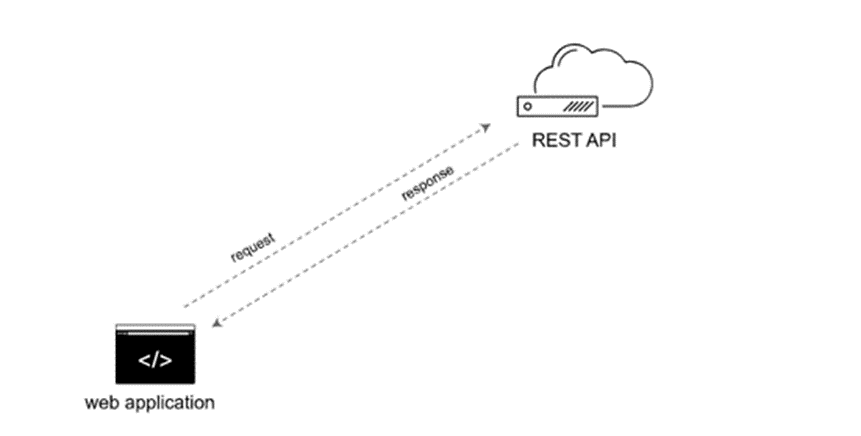 REST API
response
request
</>
web application